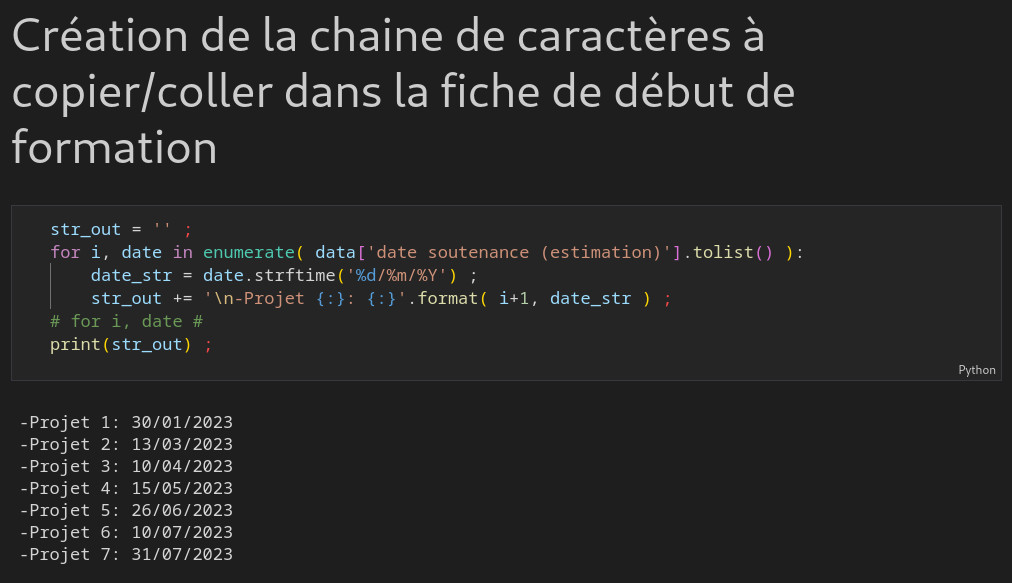 Création de la chaine de caractères à
copier/coller dans la fiche de début de
formation
str_out = '' ;
for i, date in enumerate( data['date soutenance (estimation)'].tolist() ):
    date_str = date.strftime('%d/%m/%Y') ;
    str_out += '\n-Projet {:}: {:}'.format( i+1, date_str ) ;
# for i, date #
print(str_out) ;
Python
-Projet 1: 30/01/2023
-Projet 2: 13/03/2023
-Projet 3: 10/04/2023
-Projet 4: 15/05/2023
-Projet 5: 26/06/2023
-Projet 6: 10/07/2023
-Projet 7: 31/07/2023